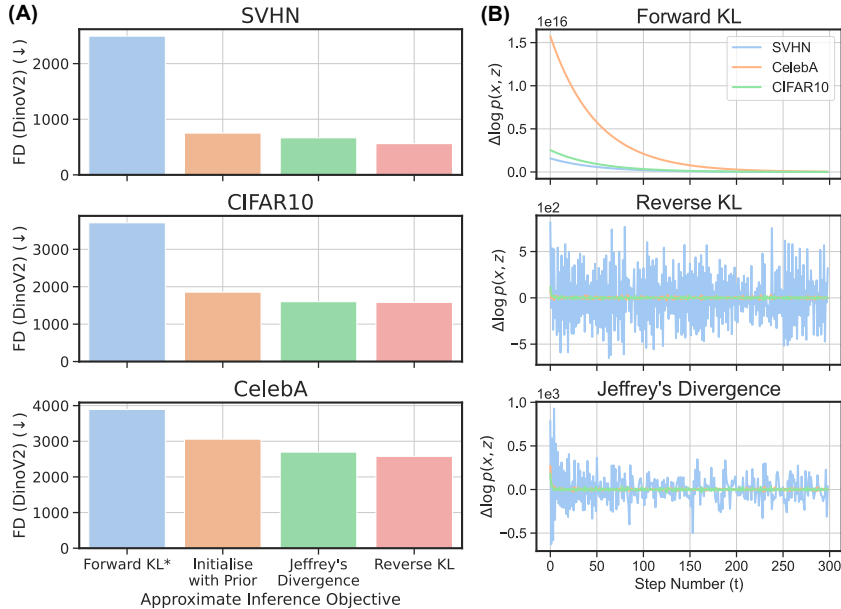 (A)
SVHN
FD (DinoV2) (↓)
2000
1000
0
CIFAR10
FD (DinoV2) (↓)
3000
2000
1000
0
CelebA
FD (DinoV2) (↓)
4000
3000
2000
1000
0
Forward KL*
Initialise
with Prior
Jeffrey's
Divergence
Reverse KL
Approximate Inference Objective
(B)
1e16
Forward KL
Δlog p(x, z)
1.5
1.0
0.5
0.0
SVHN
CelebA
CIFAR10
1e2
Reverse KL
Δlog p(x, z)
5
0
−5
1e3
Jeffrey's Divergence
Δlog p(x, z)
1.0
0.5
0.0
−0.5
0
50
100
150
200
250
300
Step Number (t)